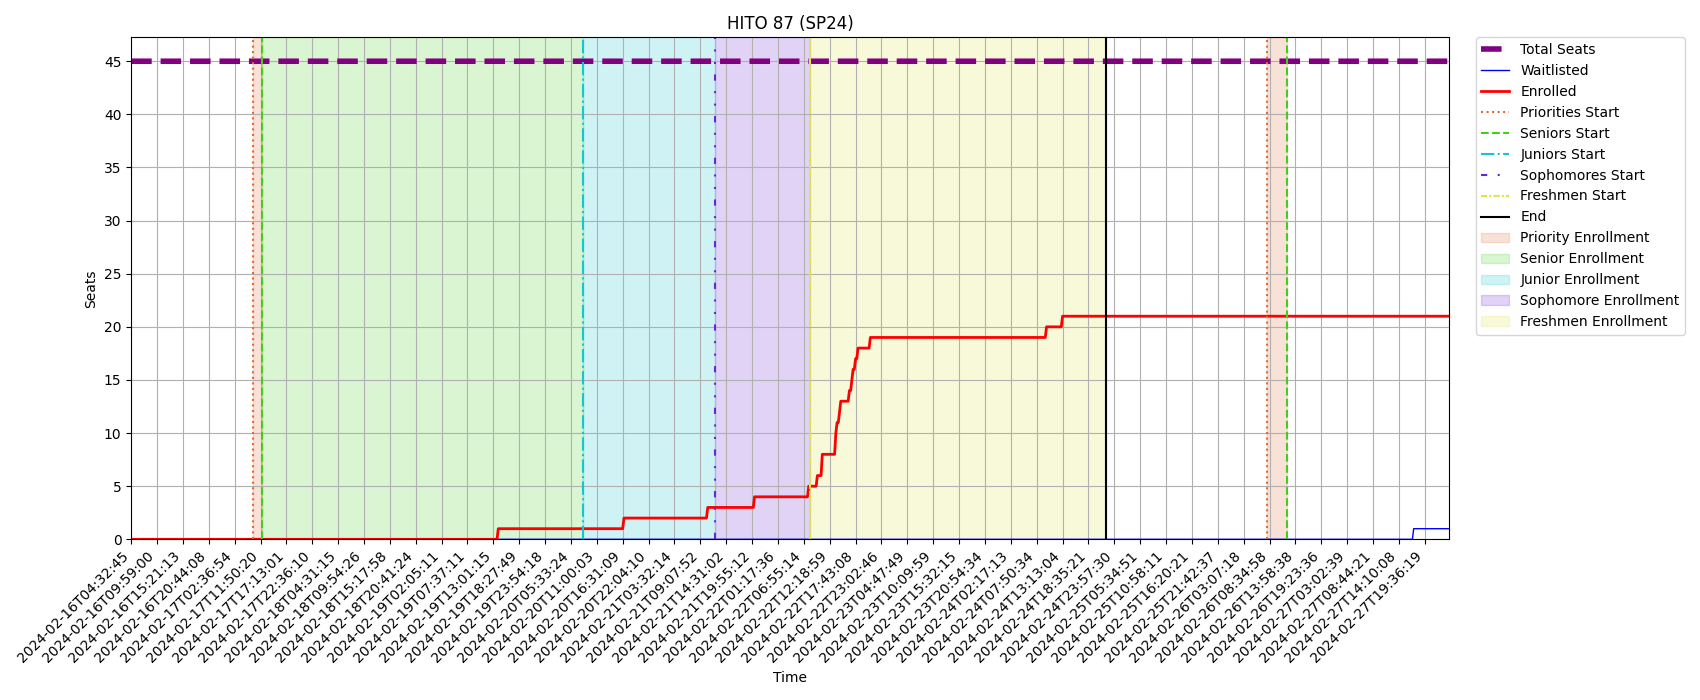 HITO 87 (SP24)
Seats
45
40
35
30
25
20
15
10
5
0
2024-02-16T04:32:45
2024-02-16T09:59:00
2024-02-16T15:21:13
2024-02-16T20:44:08
2024-02-17T02:36:54
2024-02-17T11:50:20
2024-02-17T17:13:01
2024-02-17T22:36:10
2024-02-18T04:31:15
2024-02-18T09:54:26
2024-02-18T15:17:58
2024-02-18T20:41:24
2024-02-19T02:05:11
2024-02-19T07:37:11
2024-02-19T13:01:15
2024-02-19T18:27:49
2024-02-19T23:54:18
2024-02-20T05:33:24
2024-02-20T11:00:03
2024-02-20T16:31:09
2024-02-20T22:04:10
2024-02-21T03:32:14
2024-02-21T09:07:52
2024-02-21T14:31:02
2024-02-21T19:55:12
2024-02-22T01:17:36
2024-02-22T06:55:14
2024-02-22T12:18:59
2024-02-22T17:43:08
2024-02-22T23:02:46
2024-02-23T04:47:49
2024-02-23T10:09:59
2024-02-23T15:32:15
2024-02-23T20:54:34
2024-02-24T02:17:13
2024-02-24T07:50:34
2024-02-24T13:13:04
2024-02-24T18:35:21
2024-02-24T23:57:30
2024-02-25T05:34:51
2024-02-25T10:58:11
2024-02-25T16:20:21
2024-02-25T21:42:37
2024-02-26T03:07:18
2024-02-26T08:34:58
2024-02-26T13:58:38
2024-02-26T19:23:36
2024-02-27T03:02:39
2024-02-27T08:44:21
2024-02-27T14:10:08
2024-02-27T19:36:19
Time
Total Seats
Waitlisted
Enrolled
Priorities Start
Seniors Start
Juniors Start
Sophomores Start
Freshmen Start
End
Priority Enrollment
Senior Enrollment
Junior Enrollment
Sophomore Enrollment
Freshmen Enrollment